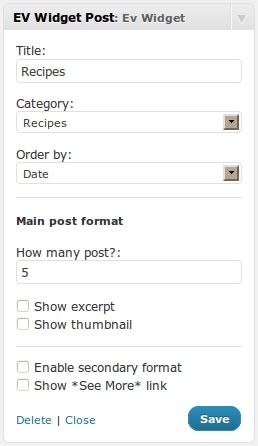 EV Widget Post: Ev Widget
Title:
Recipes
Category:
Recipes
Order by:
Date
Main post format
How many post?:
5
Show excerpt
Show thumbnail
Enable secondary format
Show *See More* link
Delete | Close
Save